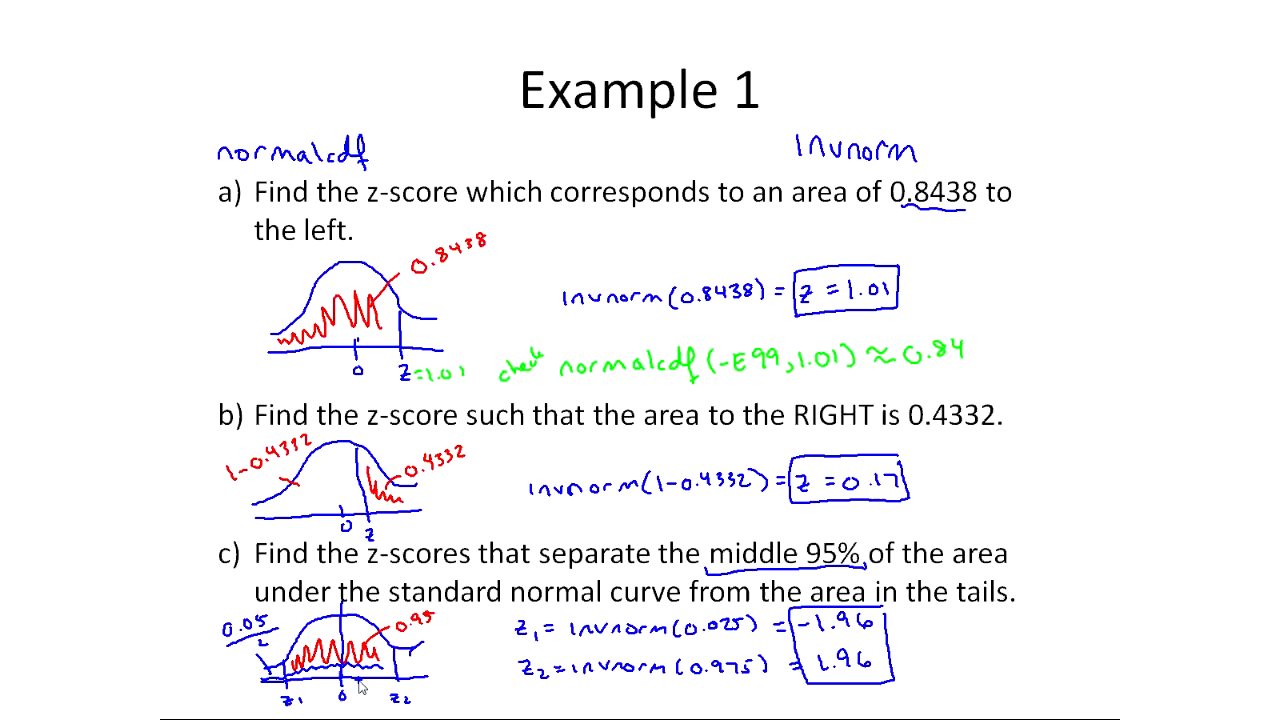 Example 1
normalcdf invnorm
a) Find the z-score which corresponds to an area of 0.8438 to
the left.
0.8438
invnorm(0.8438) = z = 1.01
0 z =1.01
check normalcdf(-E99,1.01) ≈ 0.84
b) Find the z-score such that the area to the RIGHT is 0.4332.
1-0.4332 0.4332
invnorm(1-0.4332) = z = 0.17
0 z
c) Find the z-scores that separate the middle 95% of the area
under the standard normal curve from the area in the tails.
0.05/2 0.95
z₁ = invnorm(0.025) = -1.96
z₂ = invnorm(0.975) = 1.96
z₁ 0 z₂